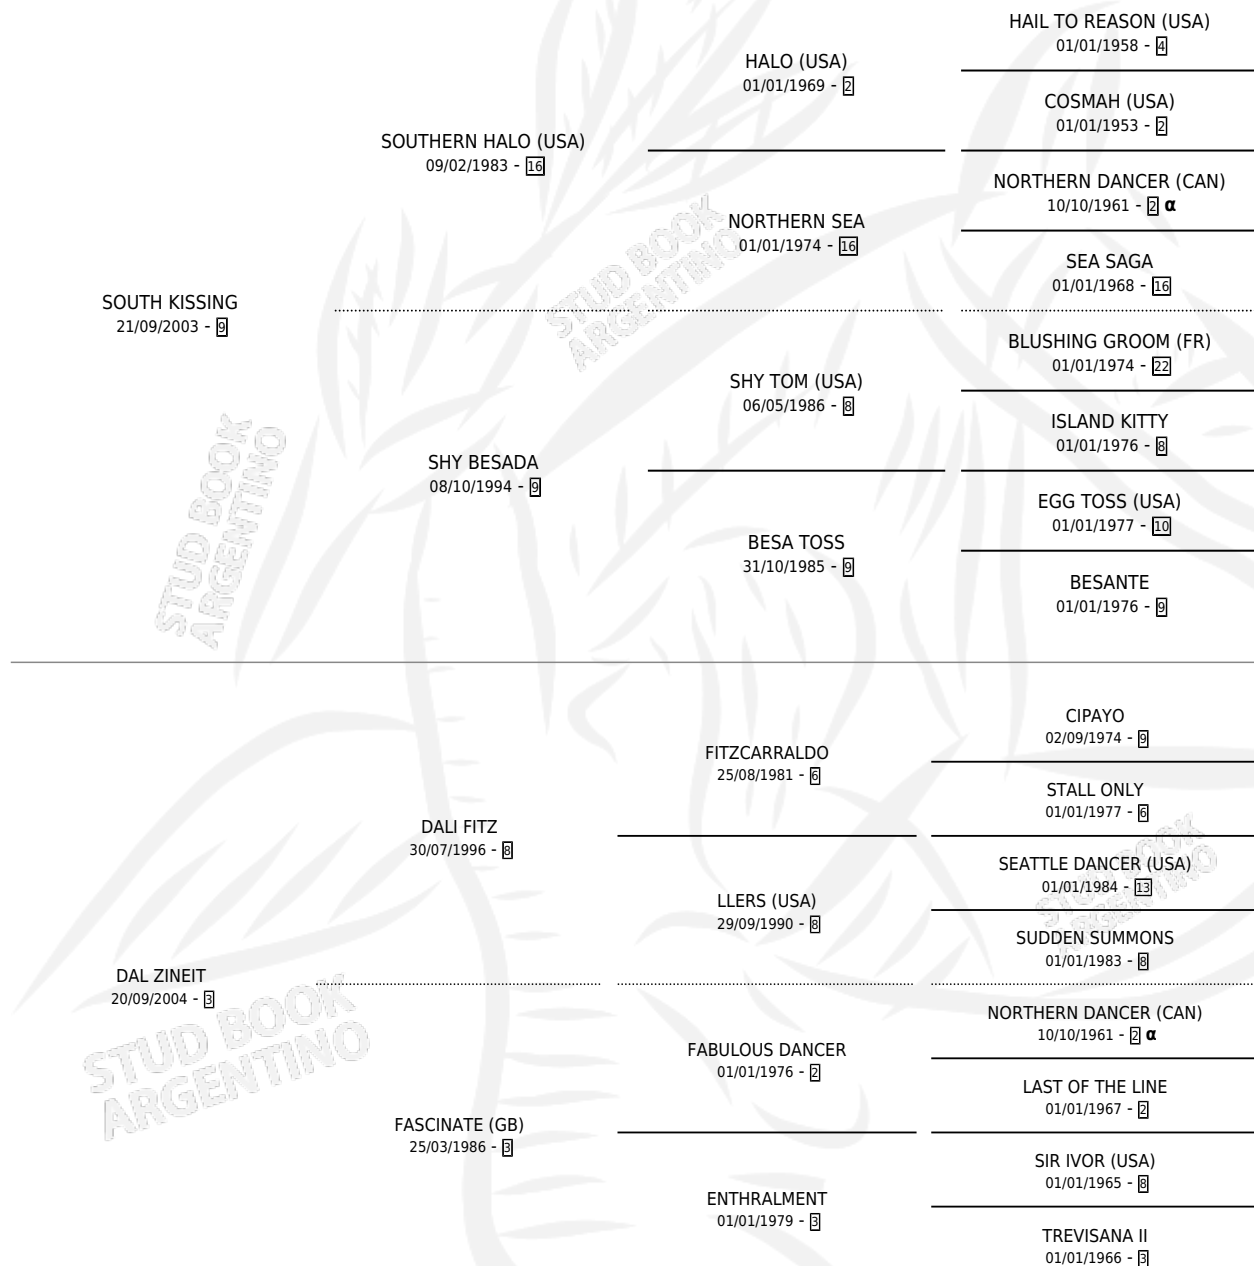 HAIL TO REASON (USA)
01/01/1958 - 4
HALO (USA)
01/01/1969 - 2
COSMAH (USA)
01/01/1953 - 2
SOUTHERN HALO (USA)
09/02/1983 - 16
NORTHERN DANCER (CAN)
10/10/1961 - 2 α
NORTHERN SEA
01/01/1974 - 16
SEA SAGA
01/01/1968 - 16
STUD BOOK
ARGENTINO
SOUTH KISSING
21/09/2003 - 9
BLUSHING GROOM (FR)
01/01/1974 - 22
SHY TOM (USA)
06/05/1986 - 8
ISLAND KITTY
01/01/1976 - 8
SHY BESADA
08/10/1994 - 9
EGG TOSS (USA)
01/01/1977 - 10
BESA TOSS
31/10/1985 - 9
BESANTE
01/01/1976 - 9
STUD BOOK
ARGENTINO
CIPAYO
02/09/1974 - 9
FITZCARRALDO
25/08/1981 - 6
STALL ONLY
01/01/1977 - 6
DALI FITZ
30/07/1996 - 8
SEATTLE DANCER (USA)
01/01/1984 - 13
STUD BOOK
ARGENTINO
LLERS (USA)
29/09/1990 - 8
SUDDEN SUMMONS
01/01/1983 - 8
DAL ZINEIT
20/09/2004 - 3
STUD BOOK
ARGENTINO
NORTHERN DANCER (CAN)
10/10/1961 - 2 α
FABULOUS DANCER
01/01/1976 - 2
LAST OF THE LINE
01/01/1967 - 2
FASCINATE (GB)
25/03/1986 - 3
SIR IVOR (USA)
01/01/1965 - 8
ENTHRALMENT
01/01/1979 - 3
TREVISANA II
01/01/1966 - 3